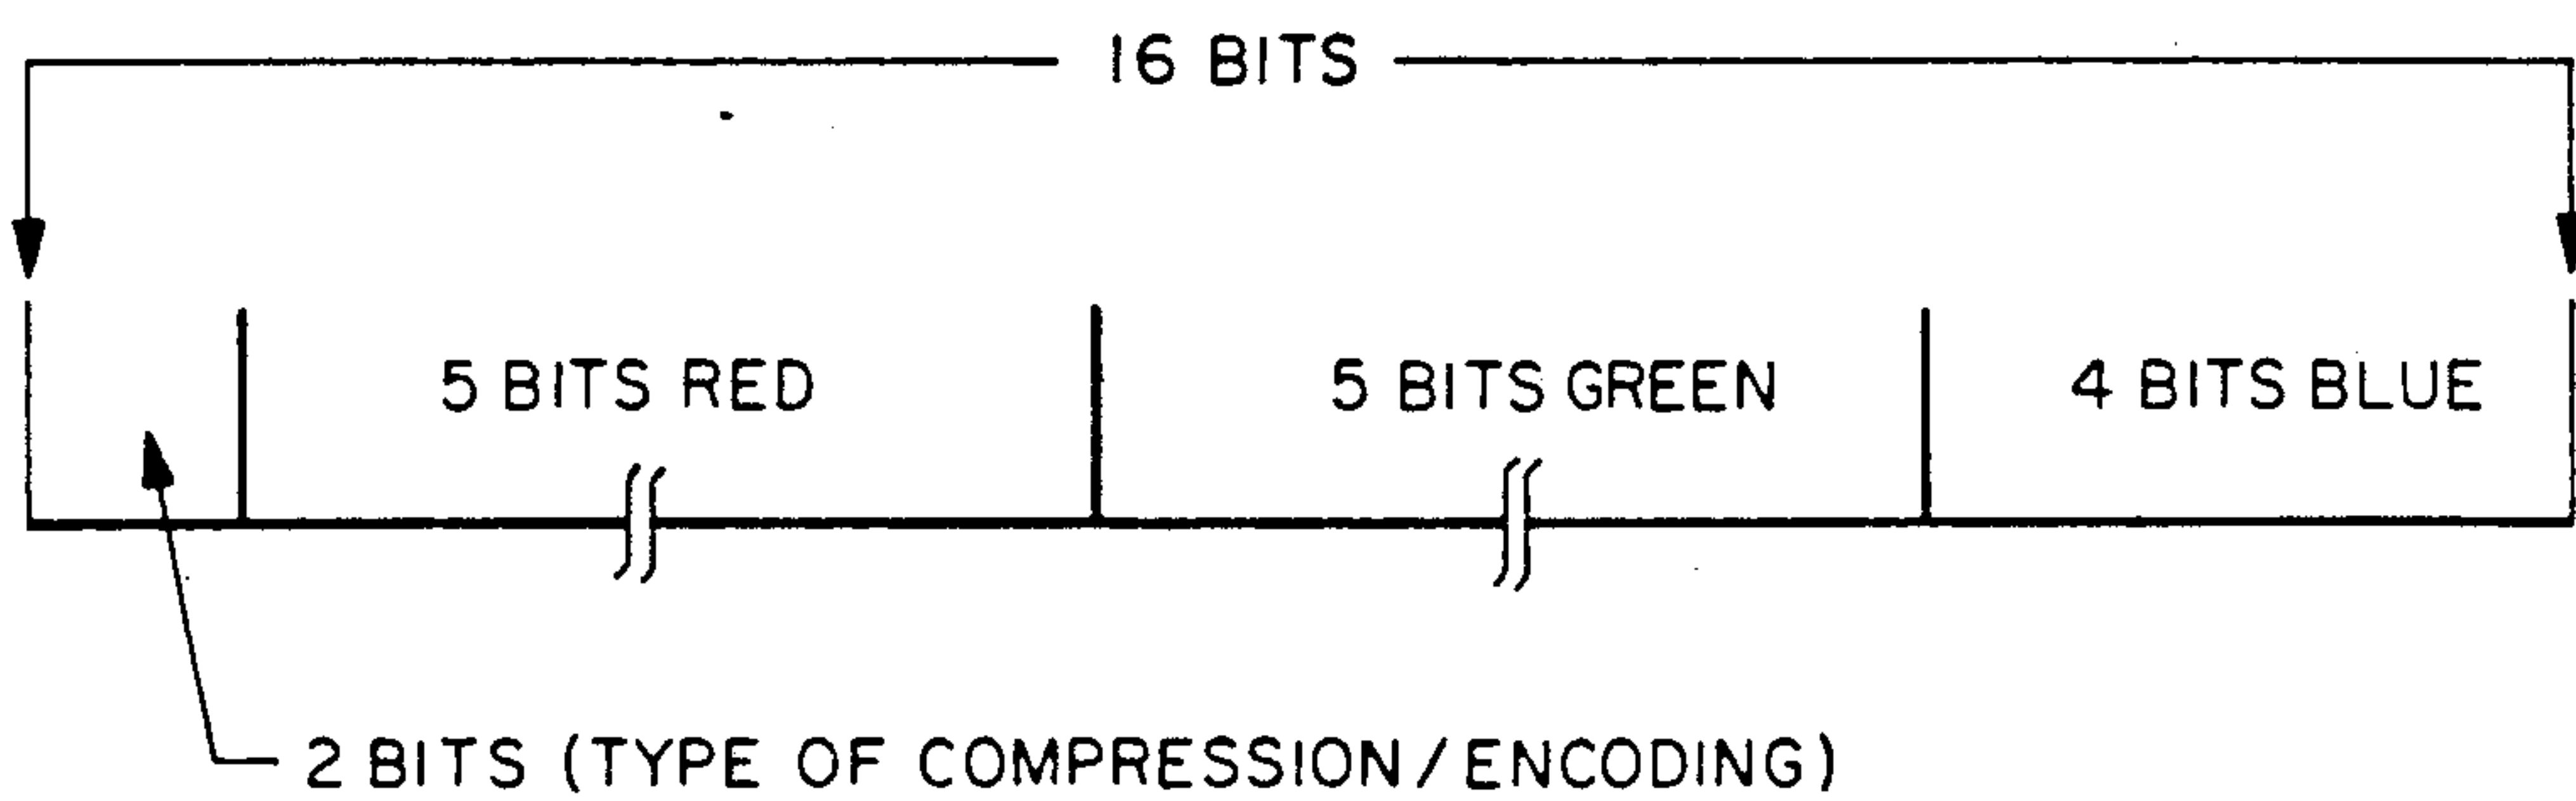 16 BITS
5 BITS RED
5 BITS GREEN
4 BITS BLUE
2 BITS (TYPE OF COMPRESSION/ENCODING)